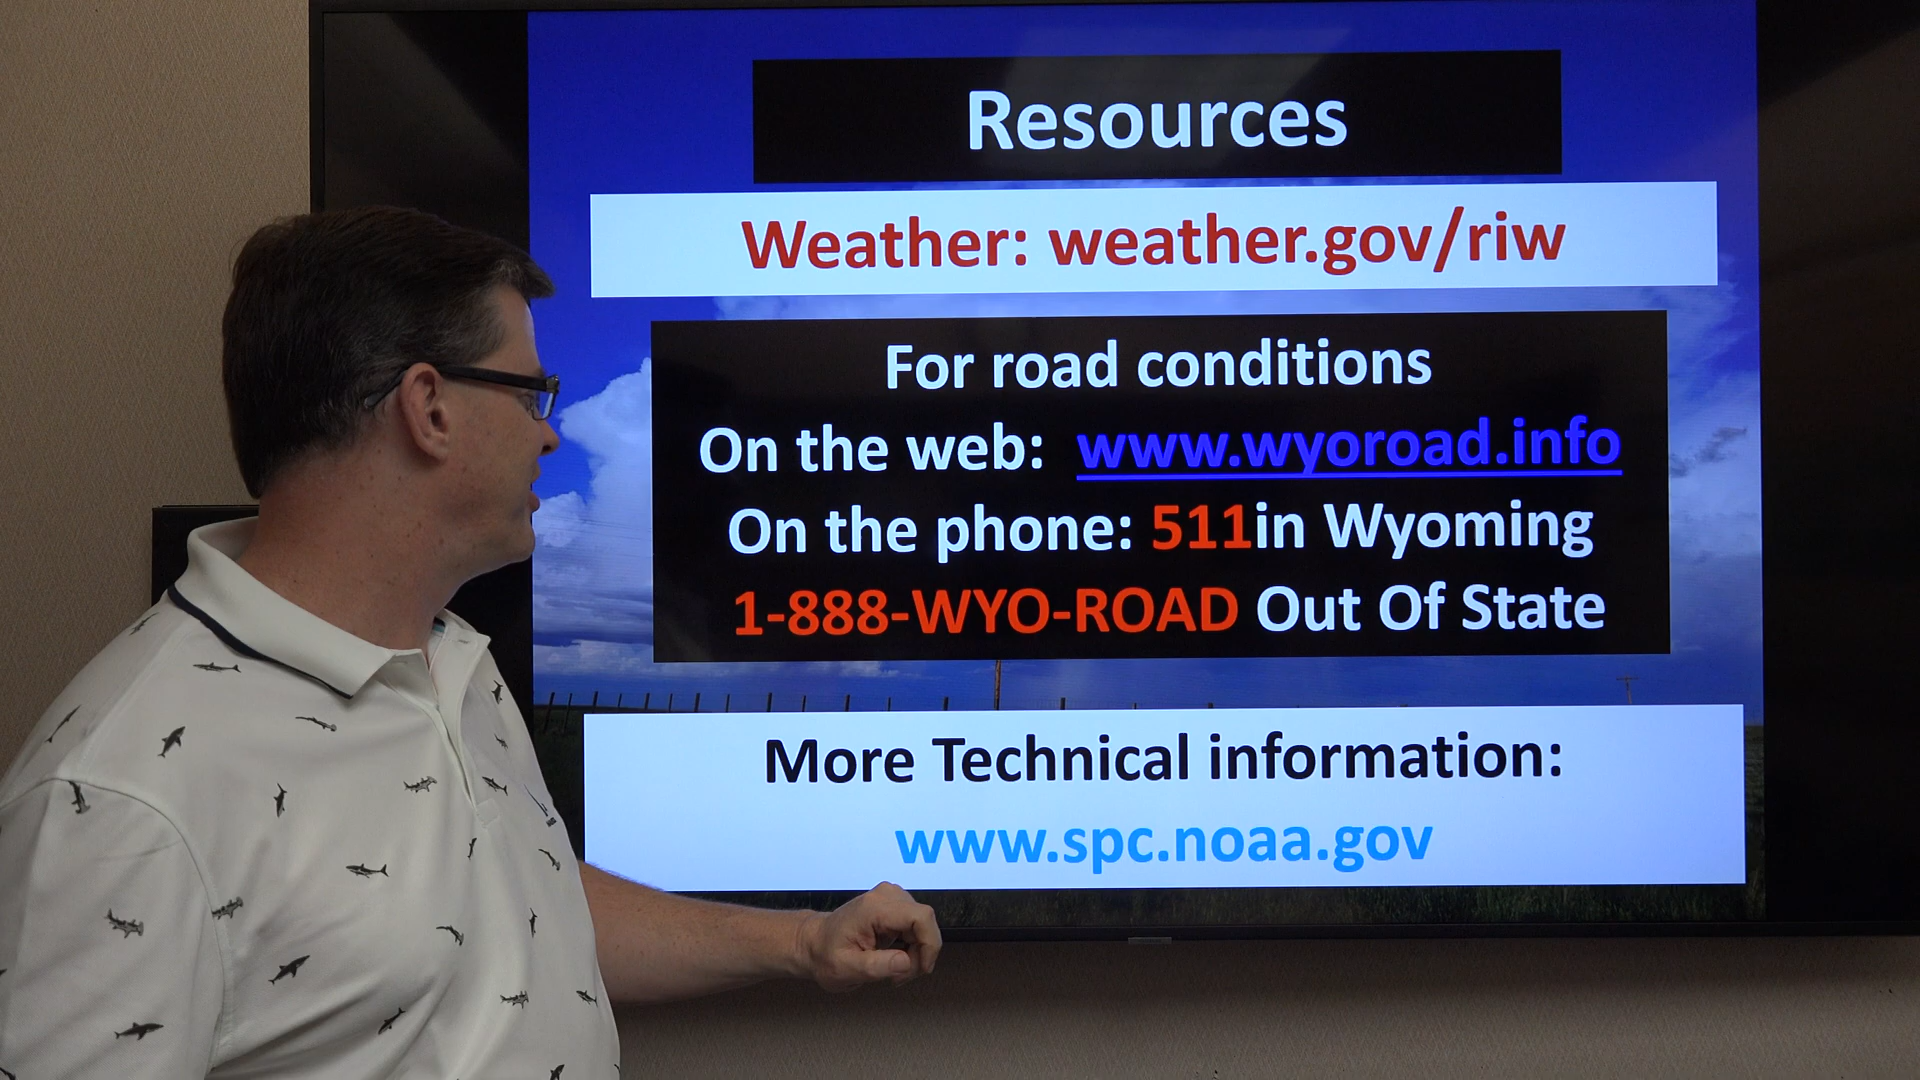 Resources
Weather: weather.gov/riw
For road conditions
On the web: www.wyoroad.info
On the phone: 511in Wyoming
1-888-WYO-ROAD Out Of State
More Technical information:
www.spc.noaa.gov